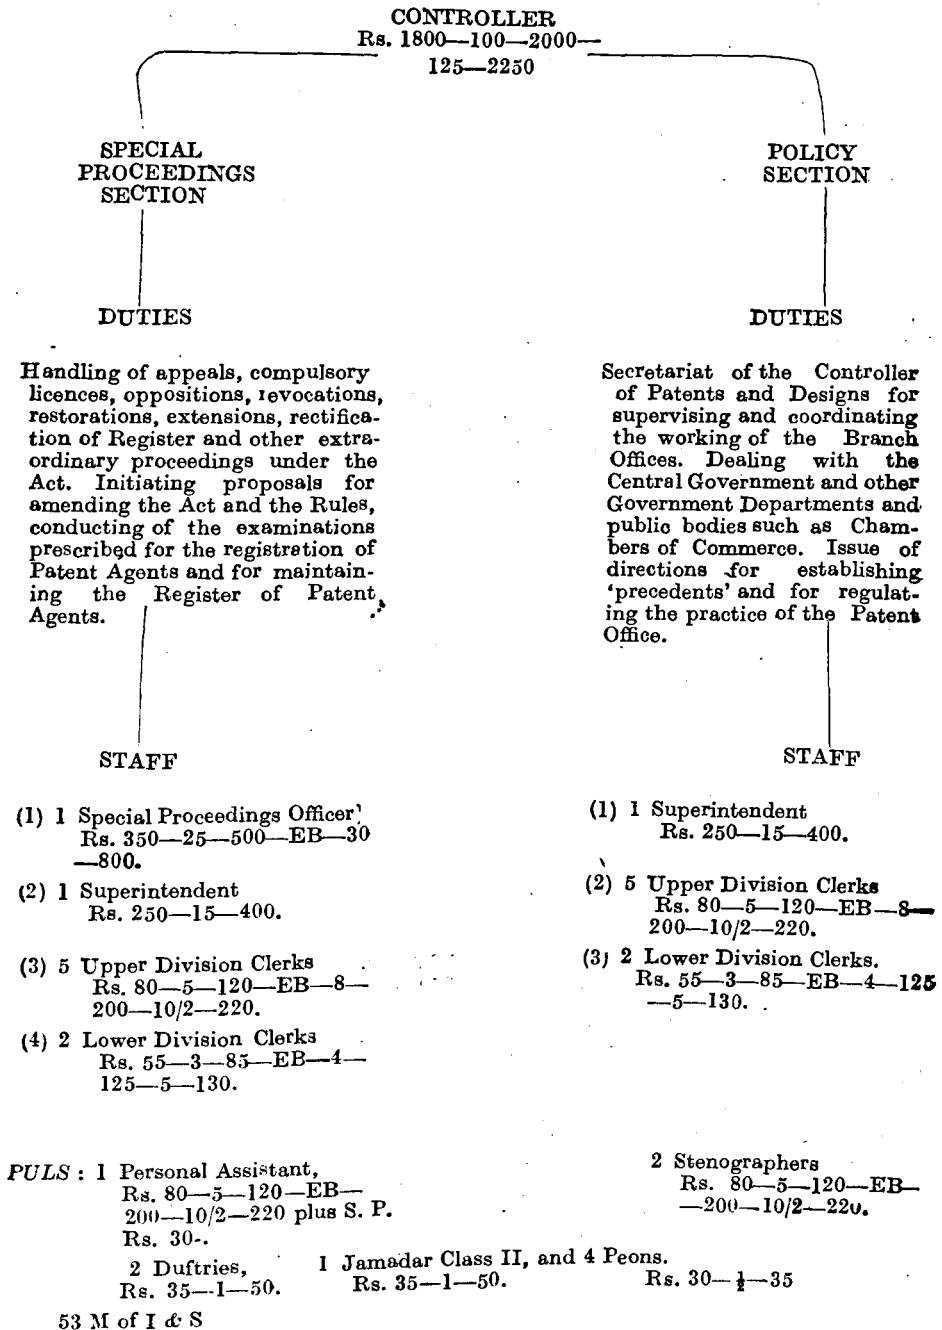 CONTROLLER
Rs. 1800—100—2000—
125—2250
SPECIAL
PROCEEDINGS
SECTION
DUTIES
Handling of appeals, compulsory
licences, oppositions, revocations,
restorations, extensions, rectifica-
tion of Register and other extra-
ordinary proceedings under the
Act. Initiating proposals for
amending the Act and the Rules,
conducting of the examinations
prescribed for the registration of
Patent Agents and for maintain-
ing the Register of Patent
Agents.
STAFF
(1) 1 Special Proceedings Officer
Rs. 350—25—500—EB—30
—800.
(2) 1 Superintendent
Rs. 250—15—400.
(3) 5 Upper Division Clerks
Rs. 80—5—120—EB—8—
200—10/2—220.
(4) 2 Lower Division Clerks
Rs. 55—3—85—EB—4—
125—5—130.
POLICY
SECTION
DUTIES
Secretariat of the Controller
of Patents and Designs for
supervising and coordinating
the working of the Branch
Offices. Dealing with the
Central Government and other
Government Departments and
public bodies such as Cham-
bers of Commerce. Issue of
directions for establishing
'precedents' and for regulat-
ing the practice of the Patent
Office.
STAFF
(1) 1 Superintendent
Rs. 250—15—400.
(2) 5 Upper Division Clerks
Rs. 80—5—120—EB—8—
200—10/2—220.
(3) 2 Lower Division Clerks.
Rs. 55—3—85—EB—4—125
—5—130.
PULS : 1 Personal Assistant,
Rs. 80—5—120—EB—
200—10/2—220 plus S. P.
Rs. 30-.
2 Stenographers
Rs. 80—5—120—EB—
—200—10/2—220.
2 Duftries,
Rs. 35—1—50.
1 Jamadar Class II, and 4 Peons.
Rs. 35—1—50. Rs. 30—½—35
53 M of I & S